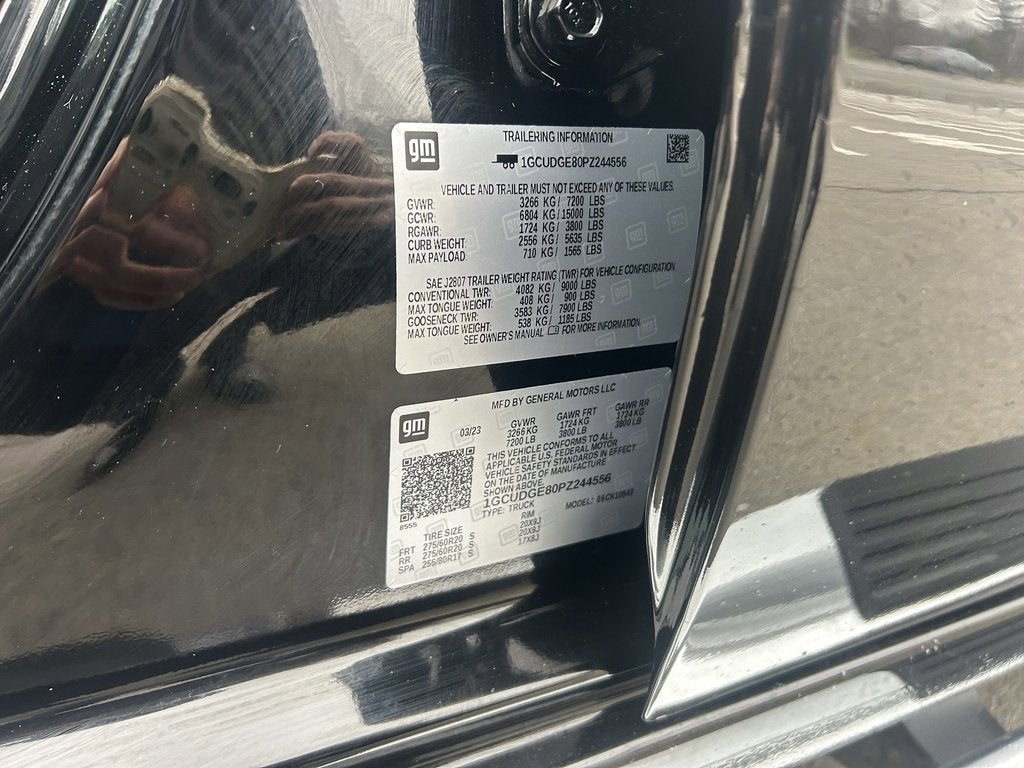 gm
TRAILERING INFORMATION
1GCUDGE80PZ244556
VEHICLE AND TRAILER MUST NOT EXCEED ANY OF THESE VALUES.
GVWR: 3266 KG/ 7200 LBS
GCWR: 6804 KG/ 15000 LBS
RGAWR: 1724 KG/ 3800 LBS
CURB WEIGHT: 2556 KG/ 5635 LBS
MAX PAYLOAD: 710 KG/ 1565 LBS
SAE J2807 TRAILER WEIGHT RATING (TWR) FOR VEHICLE CONFIGURATION.
CONVENTIONAL TWR: 4082 KG/ 9000 LBS
MAX TONGUE WEIGHT: 408 KG/ 900 LBS
GOOSENECK TWR: 3583 KG/ 7900 LBS
MAX TONGUE WEIGHT: 538 KG/ 1185 LBS
SEE OWNER'S MANUAL FOR MORE INFORMATION
gm
MFD BY GENERAL MOTORS LLC
03/23 GVWR GAWR FRT GAWR RR
3266 KG 1724 KG 1724 KG
7200 LB 3800 LB 3800 LB
THIS VEHICLE CONFORMS TO ALL
APPLICABLE U.S. FEDERAL MOTOR
VEHICLE SAFETY STANDARDS IN EFFECT
ON THE DATE OF MANUFACTURE
SHOWN ABOVE.
1GCUDGE80PZ244556
TYPE: TRUCK MODEL: 06CK10543
8555
TIRE SIZE RIM
FRT 275/60R20 S 20X9J
RR 275/60R20 S 20X9J
SPA 255/80R17 S 17X8J